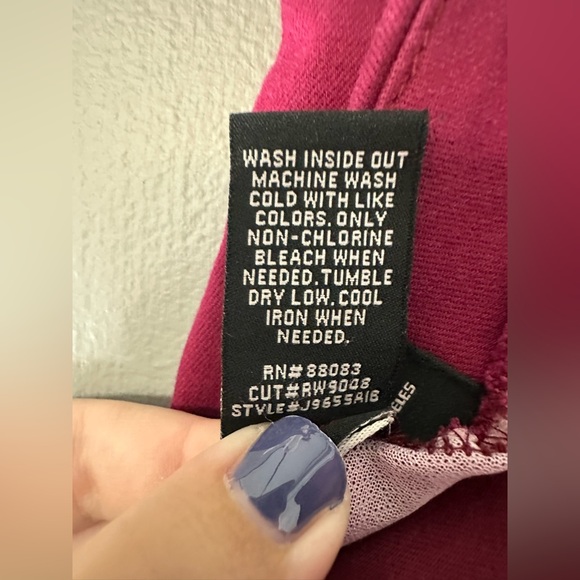 WASH INSIDE OUT
MACHINE WASH
COLD WITH LIKE
COLORS. ONLY
NON-CHLORINE
BLEACH WHEN
NEEDED.TUMBLE
DRY LOW. COOL
IRON WHEN
NEEDED.
RN#88083
CUT#RW9048
STYLE#J9655A16